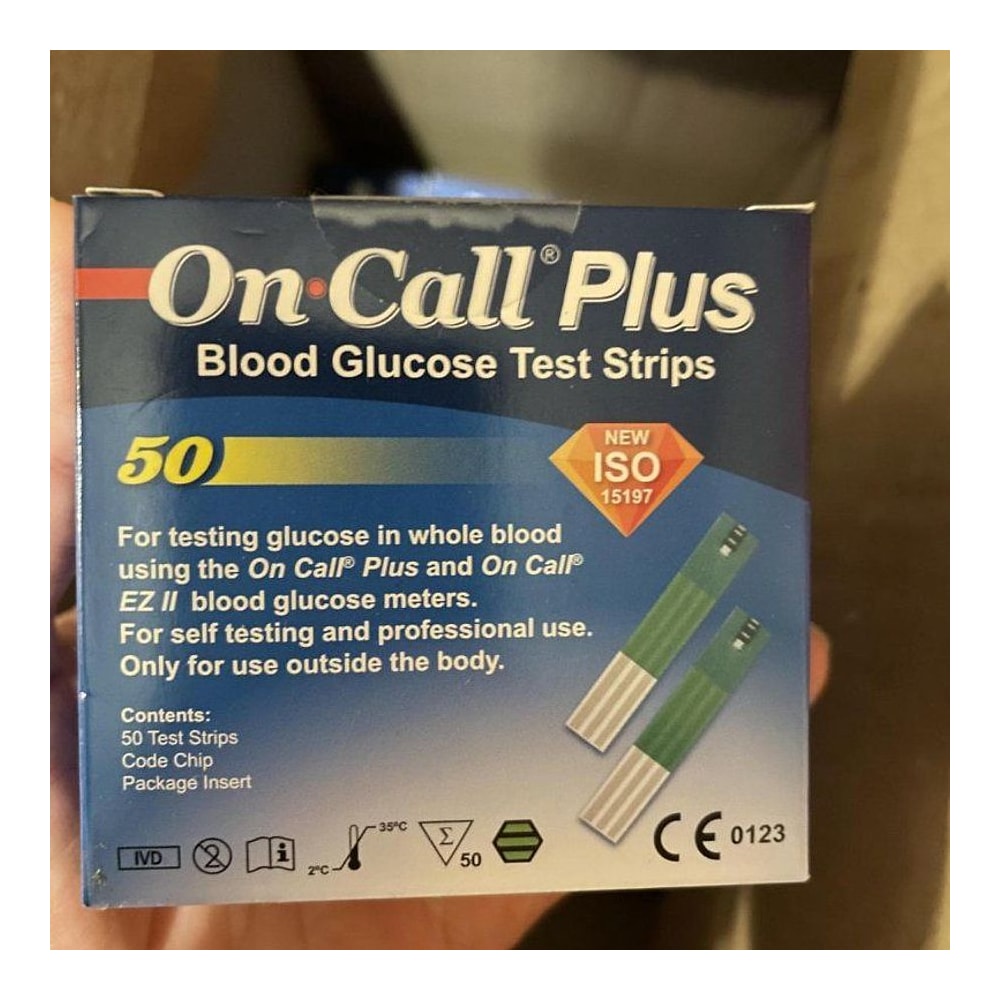 On Call® Plus
Blood Glucose Test Strips
50
NEW
ISO
15197
For testing glucose in whole blood
using the On Call® Plus and On Call®
EZ II blood glucose meters.
For self testing and professional use.
Only for use outside the body.
Contents:
50 Test Strips
Code Chip
Package Insert
IVD
2
i
2°C
35°C
Σ
50
CE 0123